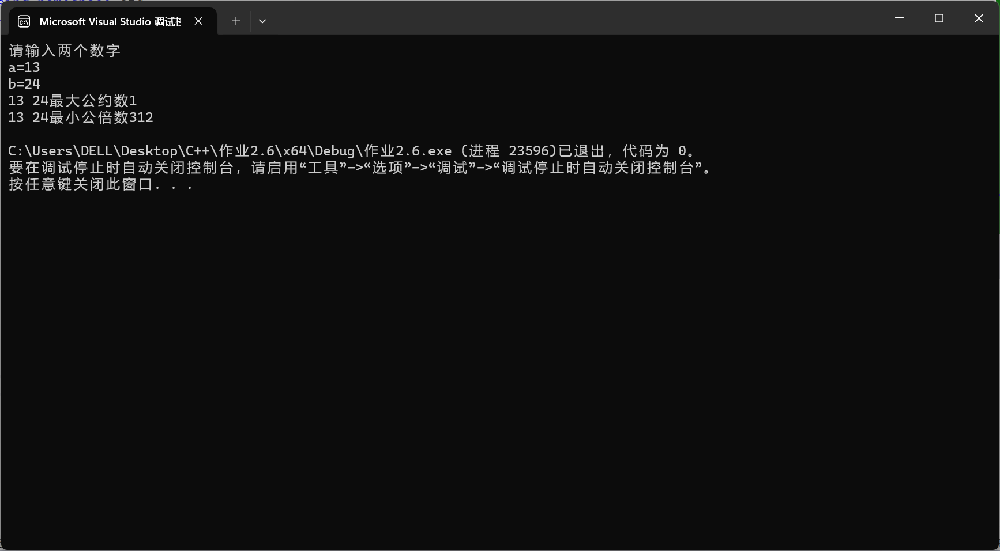 Microsoft Visual Studio 调试
请输入两个数字
a=13
b=24
13 24最大公约数1
13 24最小公倍数312
C:\Users\DELL\Desktop\C++\作业2.6\x64\Debug\作业2.6.exe (进程 23596)已退出，代码为 0。
要在调试停止时自动关闭控制台，请启用“工具”->“选项”->“调试”->“调试停止时自动关闭控制台”。
按任意键关闭此窗口. . .